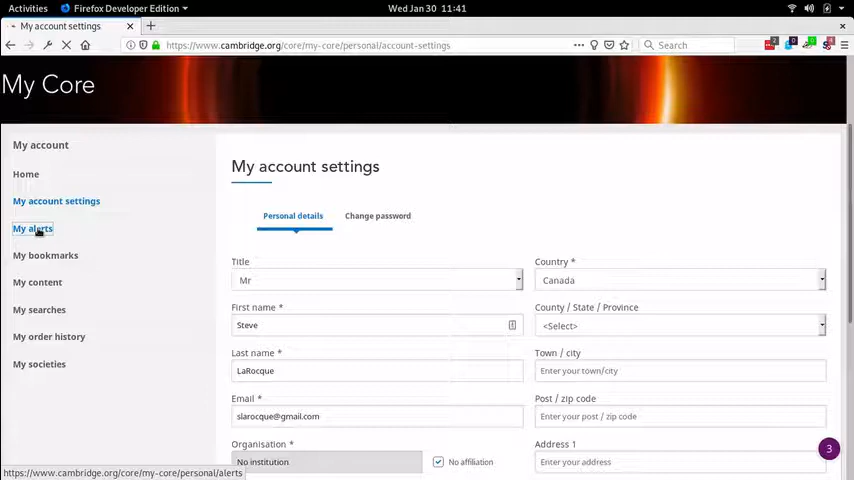 Activities
Firefox Developer Edition
Wed Jan 30 11:41
My account settings
https://www.cambridge.org/core/my-core/personal/account-settings
Search
My Core
My account
Home
My account settings
My alerts
My bookmarks
My content
My searches
My order history
My societies
My account settings
Personal details
Change password
Title
Mr
Country *
Canada
First name *
Steve
County / State / Province
<Select>
Last name *
LaRocque
Town / city
Enter your town/city
Email *
slarocque@gmail.com
Post / zip code
Enter your post / zip code
Organisation *
No institution
No affiliation
Address 1
Enter your address
3
https://www.cambridge.org/core/my-core/personal/alerts